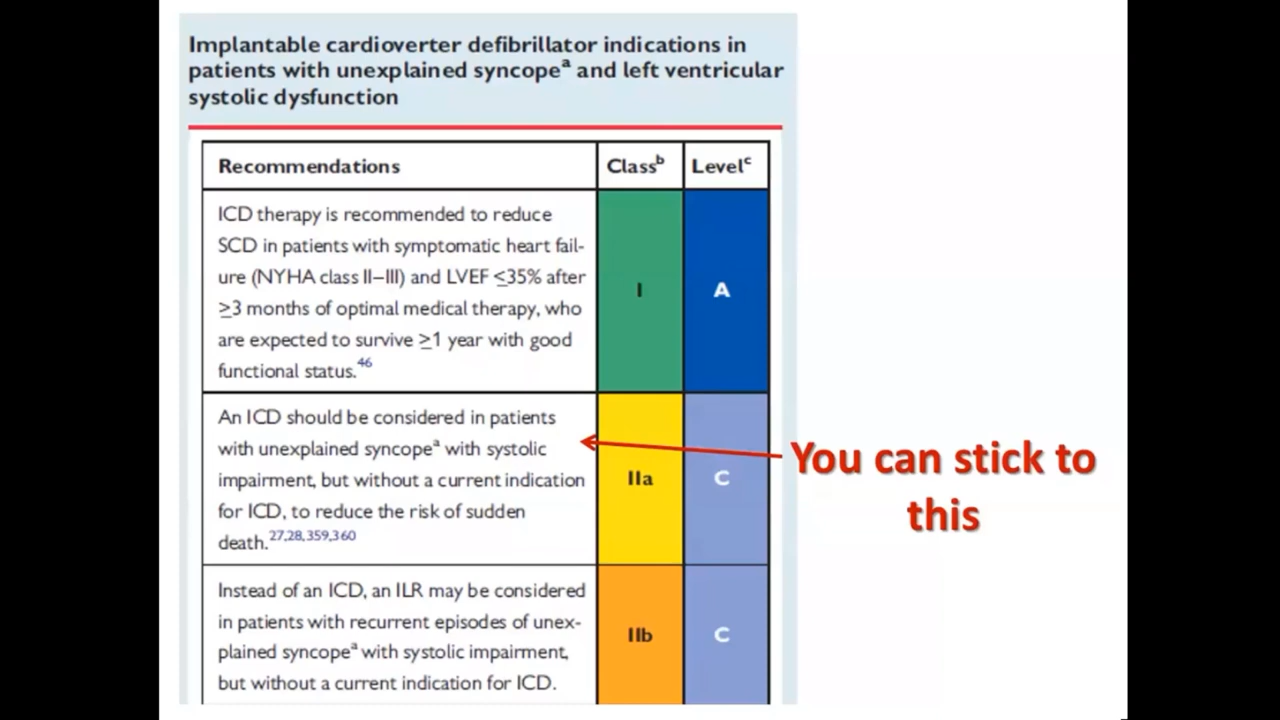 Implantable cardioverter defibrillator indications in
patients with unexplained syncopeᵃ and left ventricular
systolic dysfunction
Recommendations Classᵇ Levelᶜ
ICD therapy is recommended to reduce
SCD in patients with symptomatic heart fail-
ure (NYHA class II–III) and LVEF ≤35% after
≥3 months of optimal medical therapy, who
are expected to survive ≥1 year with good
functional status.⁴⁶
I A
An ICD should be considered in patients
with unexplained syncopeᵃ with systolic
impairment, but without a current indication
for ICD, to reduce the risk of sudden
death.²⁷,²⁸,³⁵⁹,³⁶⁰
IIa C
You can stick to
this
Instead of an ICD, an ILR may be considered
in patients with recurrent episodes of unex-
plained syncopeᵃ with systolic impairment,
but without a current indication for ICD.
IIb C